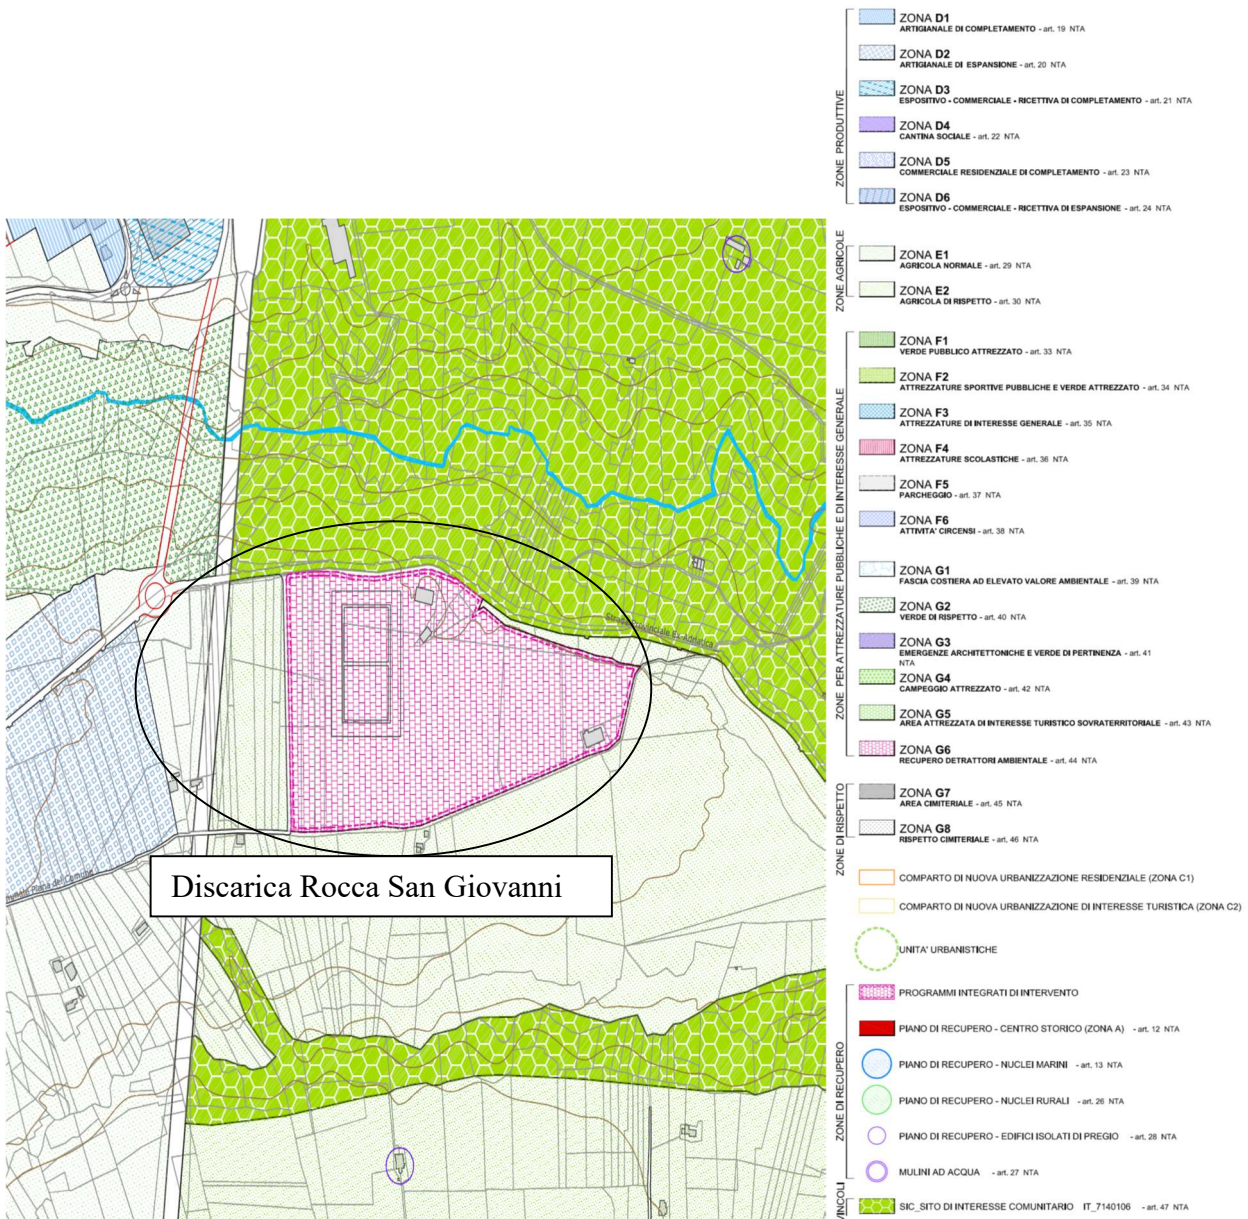 ZONE PRODUTTIVE
ZONA D1
ARTIGIANALE DI COMPLETAMENTO - art. 19 NTA
ZONA D2
ARTIGIANALE DI ESPANSIONE - art. 20 NTA
ZONA D3
ESPOSITIVO - COMMERCIALE - RICETTIVA DI COMPLETAMENTO - art. 21 NTA
ZONA D4
CANTINA SOCIALE - art. 22 NTA
ZONA D5
COMMERCIALE RESIDENZIALE DI COMPLETAMENTO - art. 23 NTA
ZONA D6
ESPOSITIVO - COMMERCIALE - RICETTIVA DI ESPANSIONE - art. 24 NTA
ZONE AGRICOLE
ZONA E1
AGRICOLA NORMALE - art. 29 NTA
ZONA E2
AGRICOLA DI RISPETTO - art. 30 NTA
ZONE PER ATTREZZATURE PUBBLICHE E DI INTERESSE GENERALE
ZONA F1
VERDE PUBBLICO ATTREZZATO - art. 33 NTA
ZONA F2
ATTREZZATURE SPORTIVE PUBBLICHE E VERDE ATTREZZATO - art. 34 NTA
ZONA F3
ATTREZZATURE DI INTERESSE GENERALE - art. 35 NTA
ZONA F4
ATTREZZATURE SCOLASTICHE - art. 36 NTA
ZONA F5
PARCHEGGIO - art. 37 NTA
ZONA F6
ATTIVITA' CIRCENSI - art. 38 NTA
ZONA G1
FASCIA COSTIERA AD ELEVATO VALORE AMBIENTALE - art. 39 NTA
ZONA G2
VERDE DI RISPETTO - art. 40 NTA
ZONA G3
EMERGENZE ARCHITETTONICHE E VERDE DI PERTINENZA - art. 41
NTA
ZONA G4
CAMPEGGIO ATTREZZATO - art. 42 NTA
ZONA G5
AREA ATTREZZATA DI INTERESSE TURISTICO SOVRATERRITORIALE - art. 43 NTA
ZONA G6
RECUPERO DETRATTORI AMBIENTALE - art. 44 NTA
ZONE DI RISPETTO
ZONA G7
AREA CIMITERIALE - art. 45 NTA
ZONA G8
RISPETTO CIMITERIALE - art. 46 NTA
COMPARTO DI NUOVA URBANIZZAZIONE RESIDENZIALE (ZONA C1)
COMPARTO DI NUOVA URBANIZZAZIONE DI INTERESSE TURISTICA (ZONA C2)
UNITA' URBANISTICHE
ZONE DI RECUPERO
PROGRAMMI INTEGRATI DI INTERVENTO
PIANO DI RECUPERO - CENTRO STORICO (ZONA A) - art. 12 NTA
PIANO DI RECUPERO - NUCLEI MARINI - art. 13 NTA
PIANO DI RECUPERO - NUCLEI RURALI - art. 26 NTA
PIANO DI RECUPERO - EDIFICI ISOLATI DI PREGIO - art. 28 NTA
MULINI AD ACQUA - art. 27 NTA
VINCOLI
SIC_SITO DI INTERESSE COMUNITARIO IT_7140106 - art. 47 NTA
Strada Provinciale Ex-Adriatica
Piana del Comune
Discarica Rocca San Giovanni